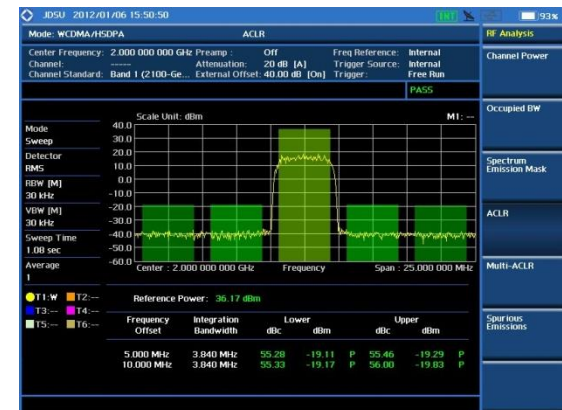 JDSU 2012/01/06 15:50:50 INT 93%
Mode: WCDMA/HSDPA ACLR RF Analysis
Center Frequency: 2.000 000 000 GHz Preamp : Off Freq Reference: Internal
Channel: ----- Attenuation: 20 dB [A] Trigger Source: Internal
Channel Standard: Band 1 (2100-Ge... External Offset: 40.00 dB [On] Trigger: Free Run
PASS
Channel Power
Occupied BW
Spectrum
Emission Mask
ACLR
Multi-ACLR
Spurious
Emissions
Scale Unit: dBm M1: --
Mode
Sweep
Detector
RMS
RBW [M]
30 kHz
VBW [M]
30 kHz
Sweep Time
1.08 sec
Average
1
40.0
30.0
20.0
10.0
0.0
-10.0
-20.0
-30.0
-40.0
-50.0
-60.0
Center : 2.000 000 000 GHz Frequency Span : 25.000 000 MHz
T1:W T2:--
T3:-- T4:--
T5:-- T6:--
Reference Power: 36.17 dBm
Frequency Integration Lower Upper
Offset Bandwidth dBc dBm dBc dBm
5.000 MHz 3.840 MHz 55.28 -19.11 P 55.46 -19.29 P
10.000 MHz 3.840 MHz 55.33 -19.17 P 56.00 -19.83 P